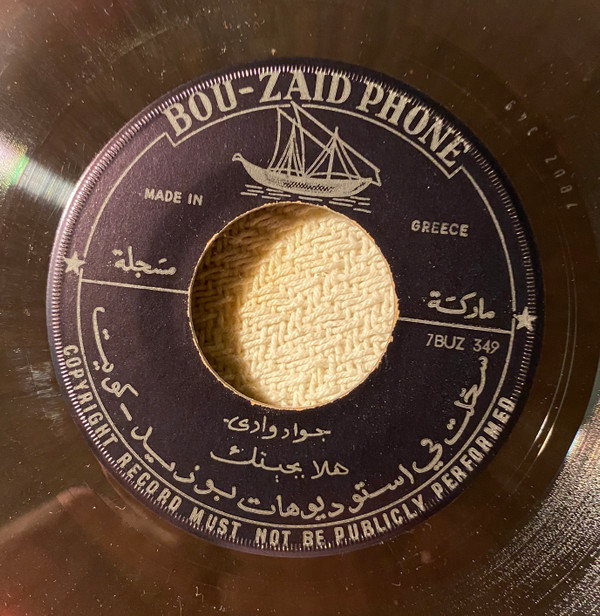 BOU-ZAID PHONE
MADE IN
GREECE
مسجلة
ماركة
7BUZ 349
جواد وادي
هلا بجينك
سجلت في استوديوهات بوزيد - كويت
COPYRIGHT RECORD MUST NOT BE PUBLICLY PERFORMED